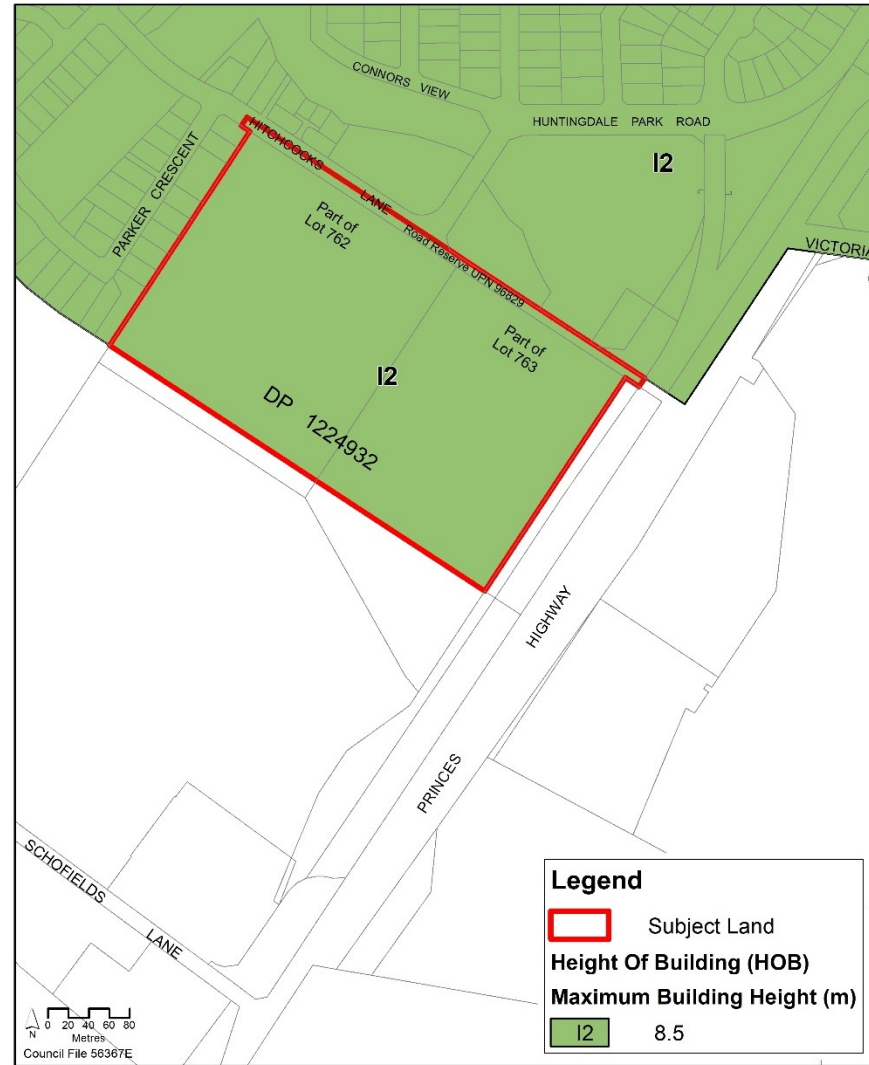 CONNORS VIEW
HUNTINGDALE PARK ROAD
HITCHCOCKS
LANE
PARKER CRESCENT
I2
Part of
Lot 762
Road Reserve UPN 96829
VICTORIA
Part of
Lot 763
I2
DP 1224932
HIGHWAY
PRINCES
SCHOFIELDS
LANE
Legend
Subject Land
Height Of Building (HOB)
Maximum Building Height (m)
I2 8.5
N
0 20 40 60 80
Metres
Council File 56367E